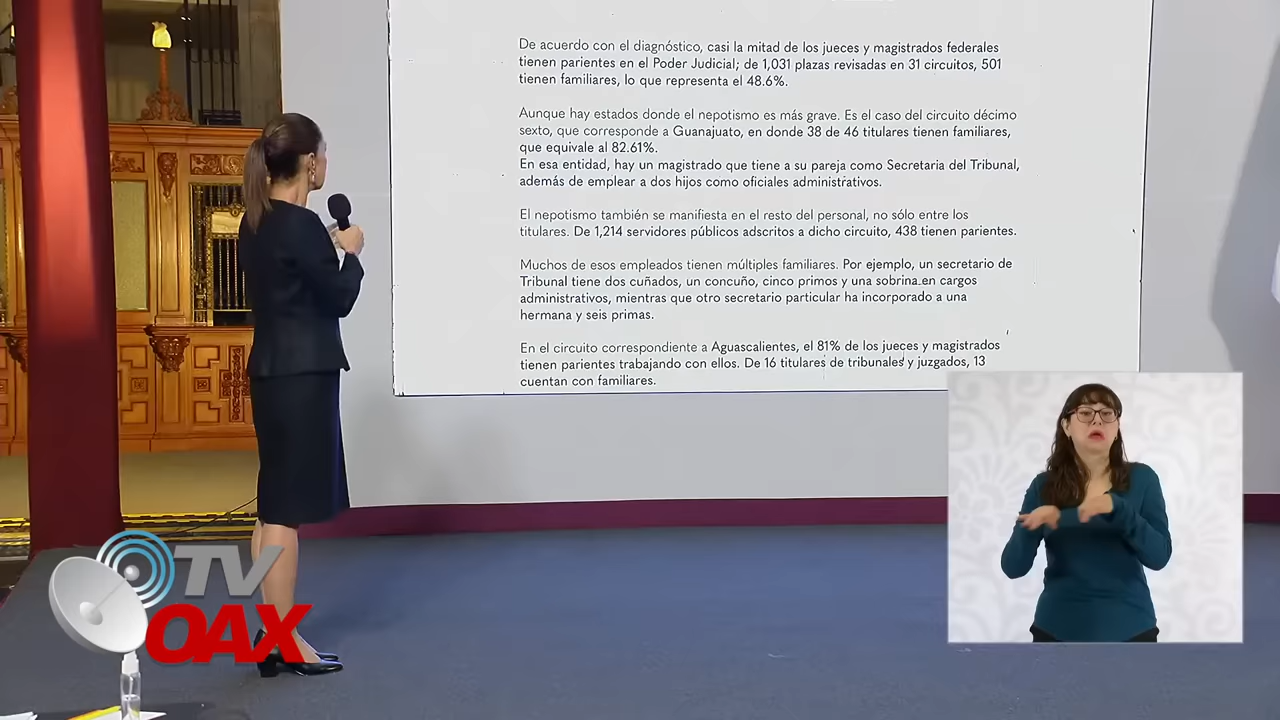 De acuerdo con el diagnóstico, casi la mitad de los jueces y magistrados federales
tienen parientes en el Poder Judicial; de 1,031 plazas revisadas en 31 circuitos, 501
tienen familiares, lo que representa el 48.6%.
Aunque hay estados donde el nepotismo es más grave. Es el caso del circuito décimo
sexto, que corresponde a Guanajuato, en donde 38 de 46 titulares tienen familiares,
que equivale al 82.61%.
En esa entidad, hay un magistrado que tiene a su pareja como Secretaria del Tribunal,
además de emplear a dos hijos como oficiales administrativos.
El nepotismo también se manifiesta en el resto del personal, no sólo entre los
titulares. De 1,214 servidores públicos adscritos a dicho circuito, 438 tienen parientes.
Muchos de esos empleados tienen múltiples familiares. Por ejemplo, un secretario de
Tribunal tiene dos cuñados, un concuño, cinco primos y una sobrina en cargos
administrativos, mientras que otro secretario particular ha incorporado a una
hermana y seis primas.
En el circuito correspondiente a Aguascalientes, el 81% de los jueces y magistrados
tienen parientes trabajando con ellos. De 16 titulares de tribunales y juzgados, 13
cuentan con familiares.
TV
OAX